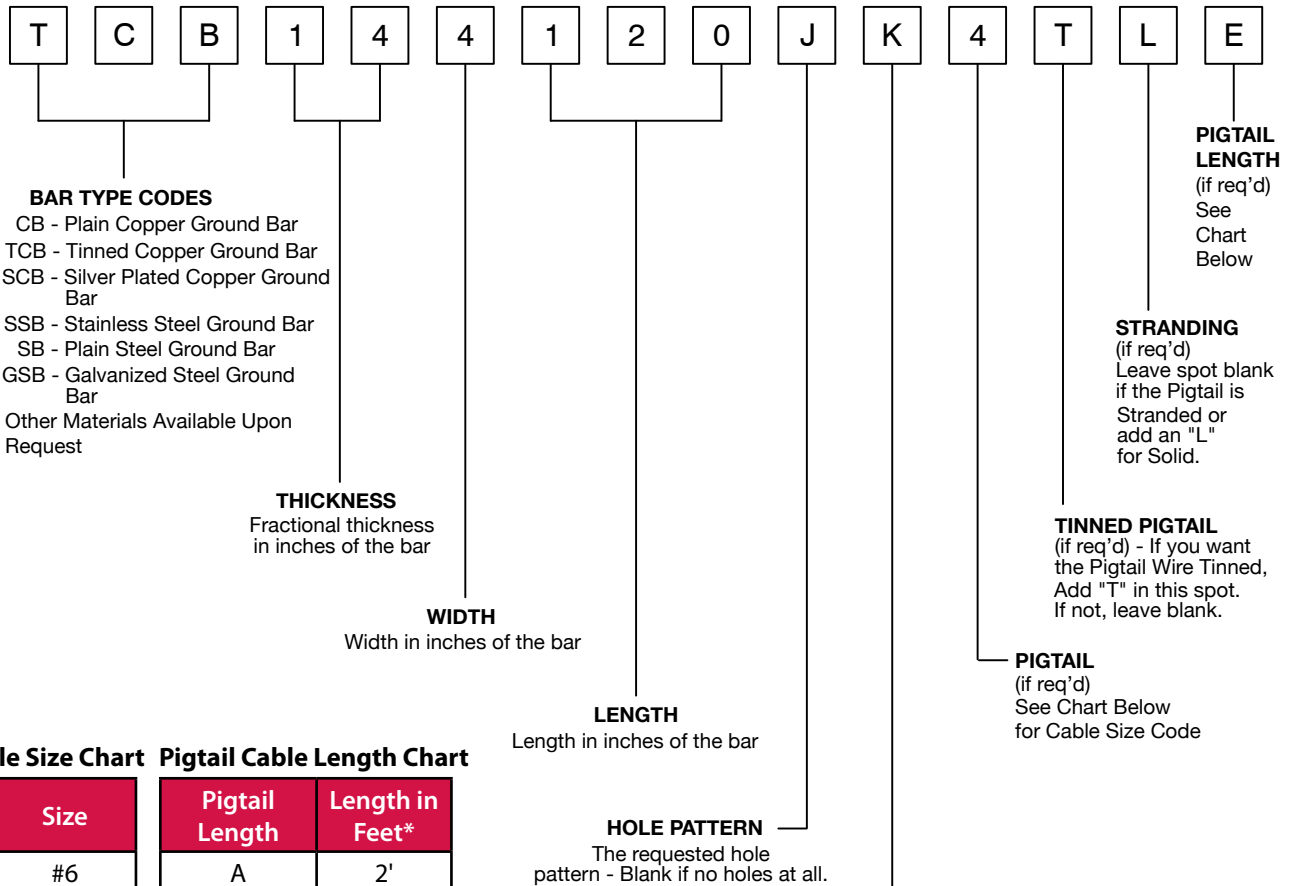 T C B 1 4 4 1 2 0 J K 4 T L E
BAR TYPE CODES
CB - Plain Copper Ground Bar
TCB - Tinned Copper Ground Bar
SCB - Silver Plated Copper Ground
Bar
SSB - Stainless Steel Ground Bar
SB - Plain Steel Ground Bar
GSB - Galvanized Steel Ground
Bar
Other Materials Available Upon
Request
THICKNESS
Fractional thickness
in inches of the bar
WIDTH
Width in inches of the bar
LENGTH
Length in inches of the bar
HOLE PATTERN
The requested hole
pattern - Blank if no holes at all.
PIGTAIL
(if req'd)
See Chart Below
for Cable Size Code
TINNED PIGTAIL
(if req'd) - If you want
the Pigtail Wire Tinned,
Add "T" in this spot.
If not, leave blank.
STRANDING
(if req'd)
Leave spot blank
if the Pigtail is
Stranded or
add an "L"
for Solid.
PIGTAIL
LENGTH
(if req'd)
See
Chart
Below
le Size Chart
Size
#6
Pigtail Cable Length Chart
Pigtail Length
Length in Feet*
A 2'